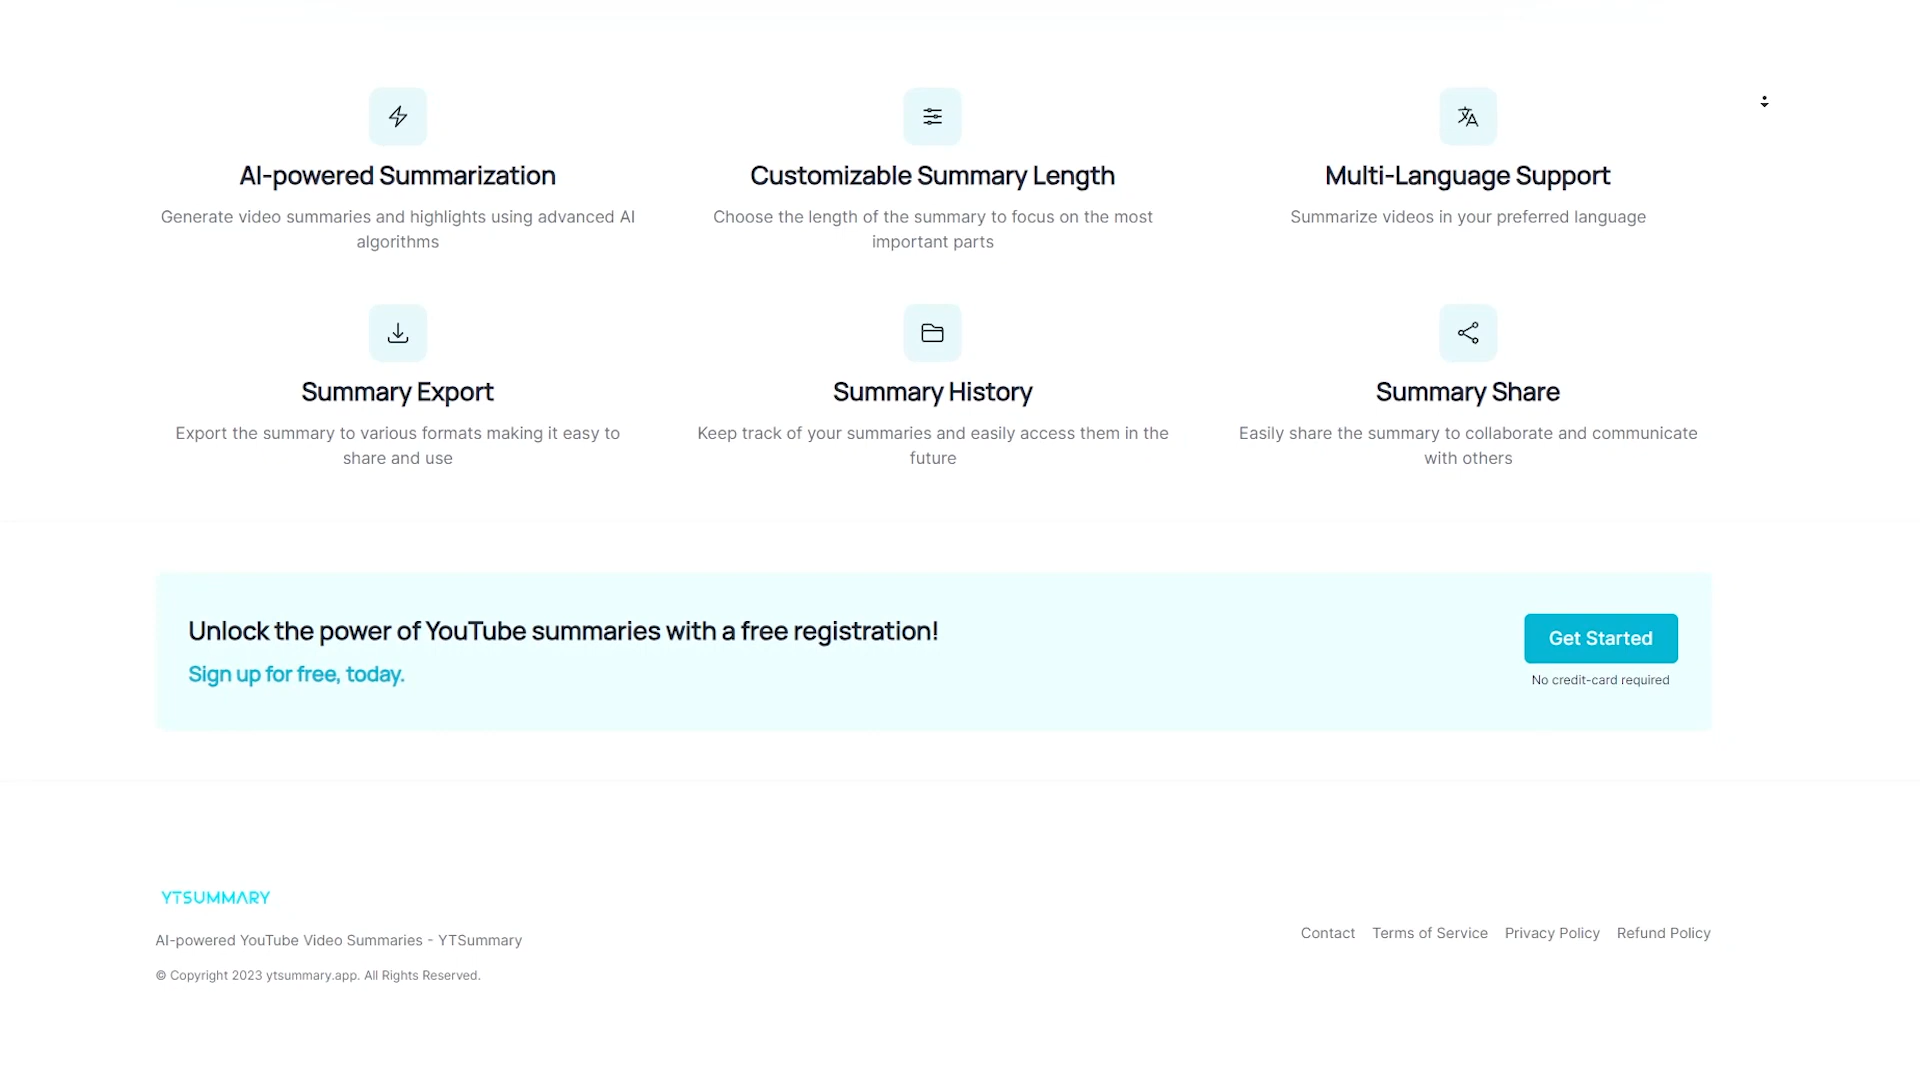 AI-powered Summarization
Generate video summaries and highlights using advanced AI
algorithms
Customizable Summary Length
Choose the length of the summary to focus on the most
important parts
Multi-Language Support
Summarize videos in your preferred language
Summary Export
Export the summary to various formats making it easy to
share and use
Summary History
Keep track of your summaries and easily access them in the
future
Summary Share
Easily share the summary to collaborate and communicate
with others
Unlock the power of YouTube summaries with a free registration!
Sign up for free, today.
Get Started
No credit-card required
YTSUMMARY
AI-powered YouTube Video Summaries - YTSummary
© Copyright 2023 ytsummary.app. All Rights Reserved.
Contact Terms of Service Privacy Policy Refund Policy